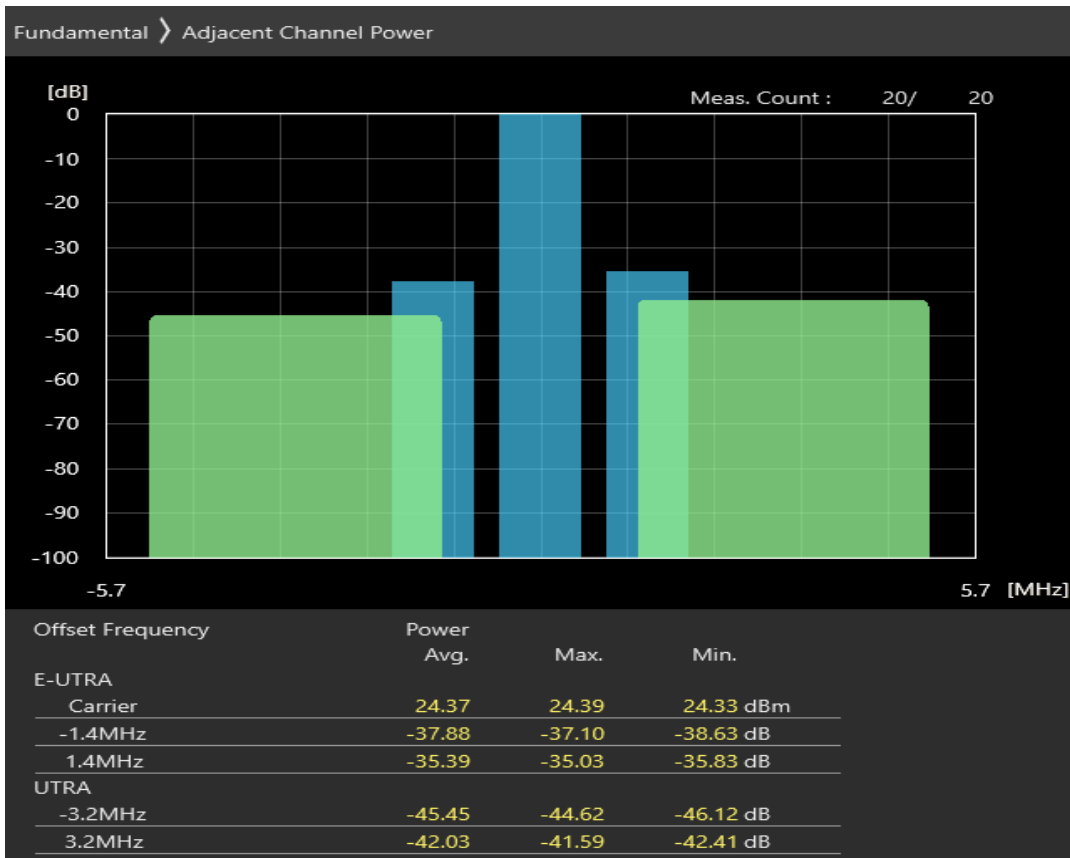 Fundamental 〉 Adjacent Channel Power
[dB]
Meas. Count : 20/ 20
0
-10
-20
-30
-40
-50
-60
-70
-80
-90
-100
-5.7 5.7 [MHz]
Offset Frequency Power
Avg. Max. Min.
E-UTRA
Carrier 24.37 24.39 24.33 dBm
-1.4MHz -37.88 -37.10 -38.63 dB
1.4MHz -35.39 -35.03 -35.83 dB
UTRA
-3.2MHz -45.45 -44.62 -46.12 dB
3.2MHz -42.03 -41.59 -42.41 dB